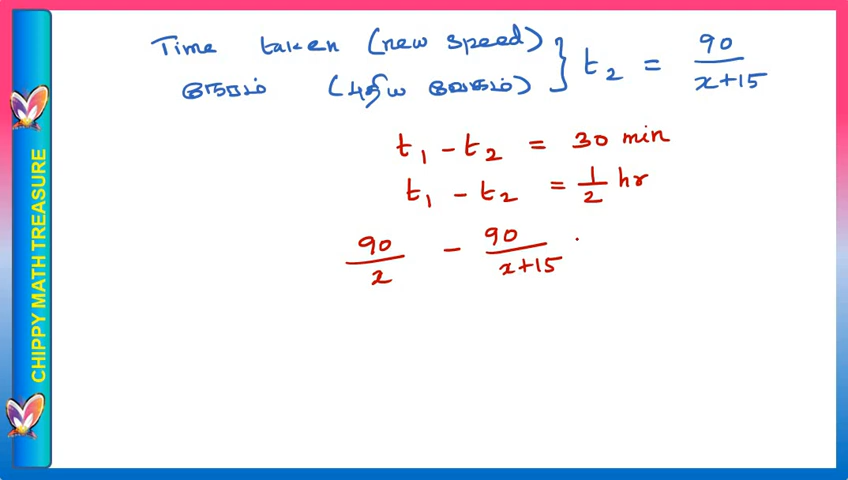 Time taken (new speed) } t₂ = 90/(x+15)
நேரம் (புதிய வேகம்)
t₁ - t₂ = 30 min
t₁ - t₂ = 1/2 hr
90/x - 90/(x+15)
CHIPPY MATH TREASURE